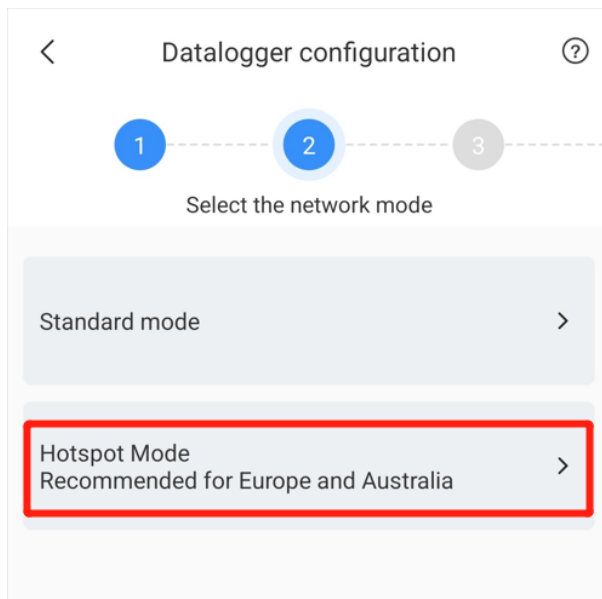 Datalogger configuration
?
1
2
3
Select the network mode
Standard mode
Hotspot Mode
Recommended for Europe and Australia